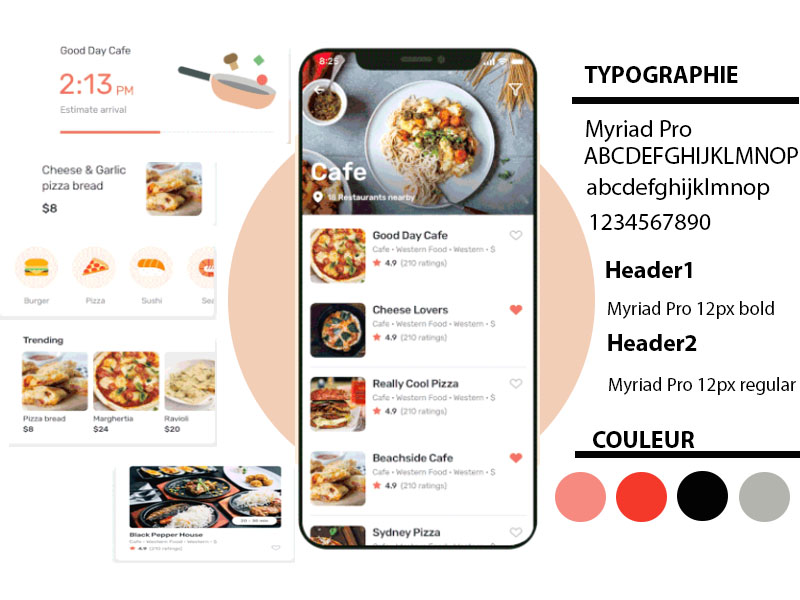 Good Day Cafe
2:13 PM
Estimate arrival
Cheese & Garlic
pizza bread
$8
Burger
Pizza
Sushi
Sea
Trending
Pizza bread
$8
Marghertia
$24
Ravioli
$20
20 - 30 min
Black Pepper House
Cafe • Western Food • Western • $
4.9 (210 ratings)
8:25
Cafe
18 Restaurants nearby
Good Day Cafe
Cafe • Western Food • Western • $
4.9 (210 ratings)
Cheese Lovers
Cafe • Western Food • Western • $
4.9 (210 ratings)
Really Cool Pizza
Cafe • Western Food • Western • $
4.9 (210 ratings)
Beachside Cafe
Cafe • Western Food • Western • $
4.9 (210 ratings)
Sydney Pizza
TYPOGRAPHIE
Myriad Pro
ABCDEFGHIJKLMNOP
abcdefghijklmnop
1234567890
Header1
Myriad Pro 12px bold
Header2
Myriad Pro 12px regular
COULEUR